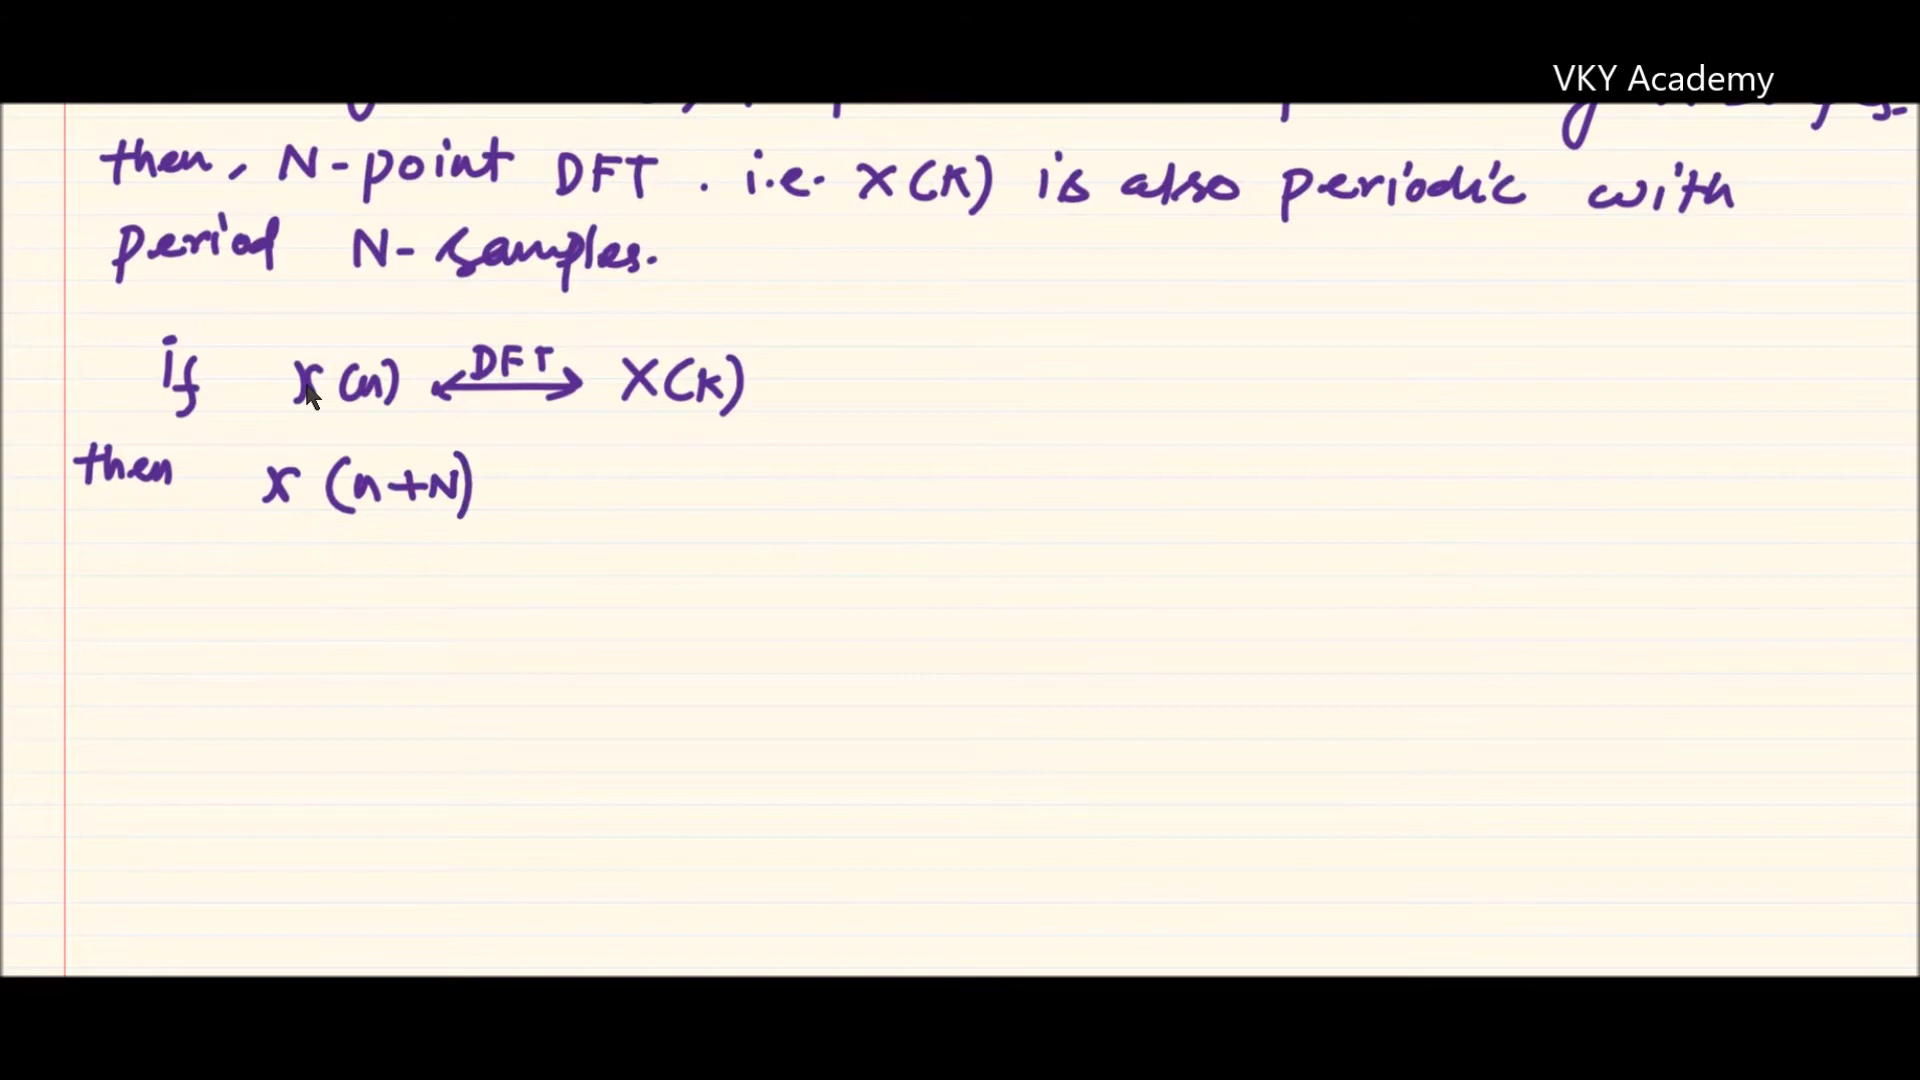 VKY Academy
then, N-point DFT. i.e. X(K) is also periodic with
period N-samples.
if x(n) <-DFT-> X(K)
then x(n+N)